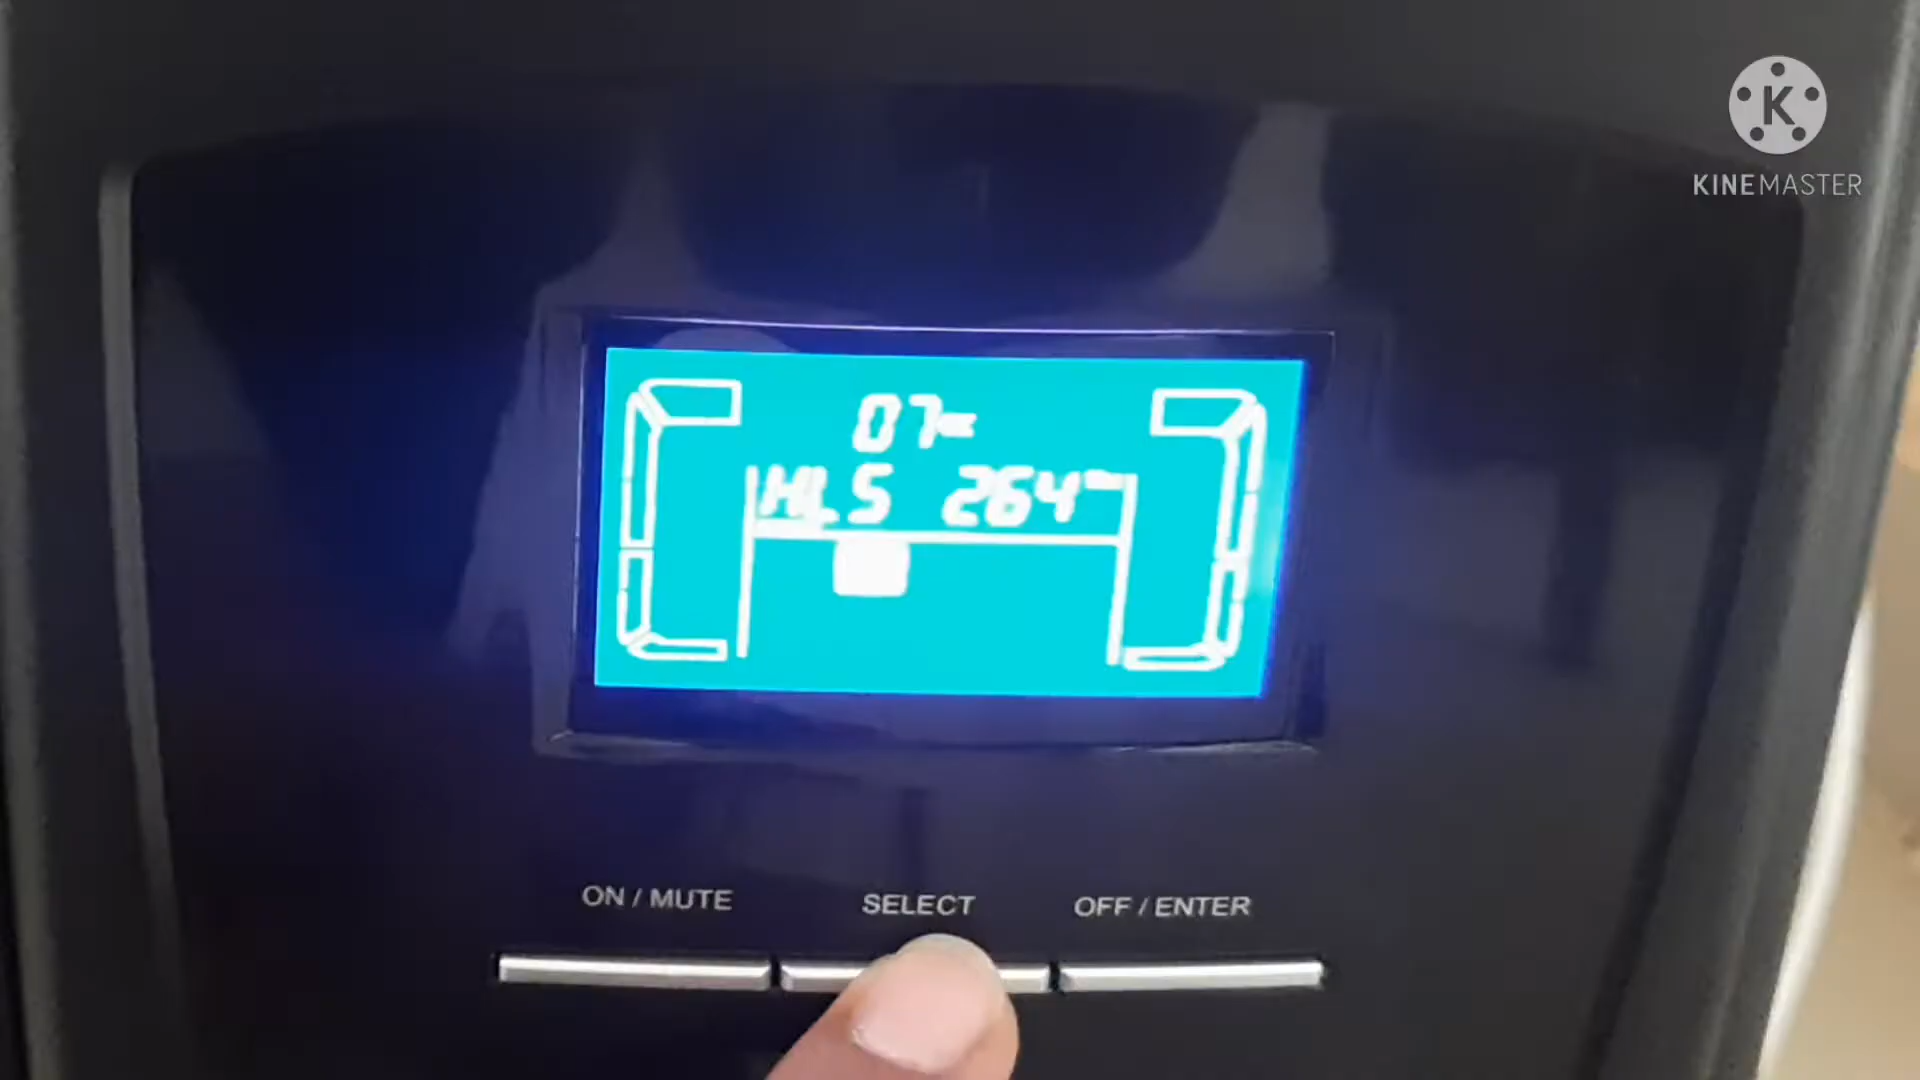 K
KINEMASTER
07
HLS 264
ON / MUTE
SELECT
OFF / ENTER